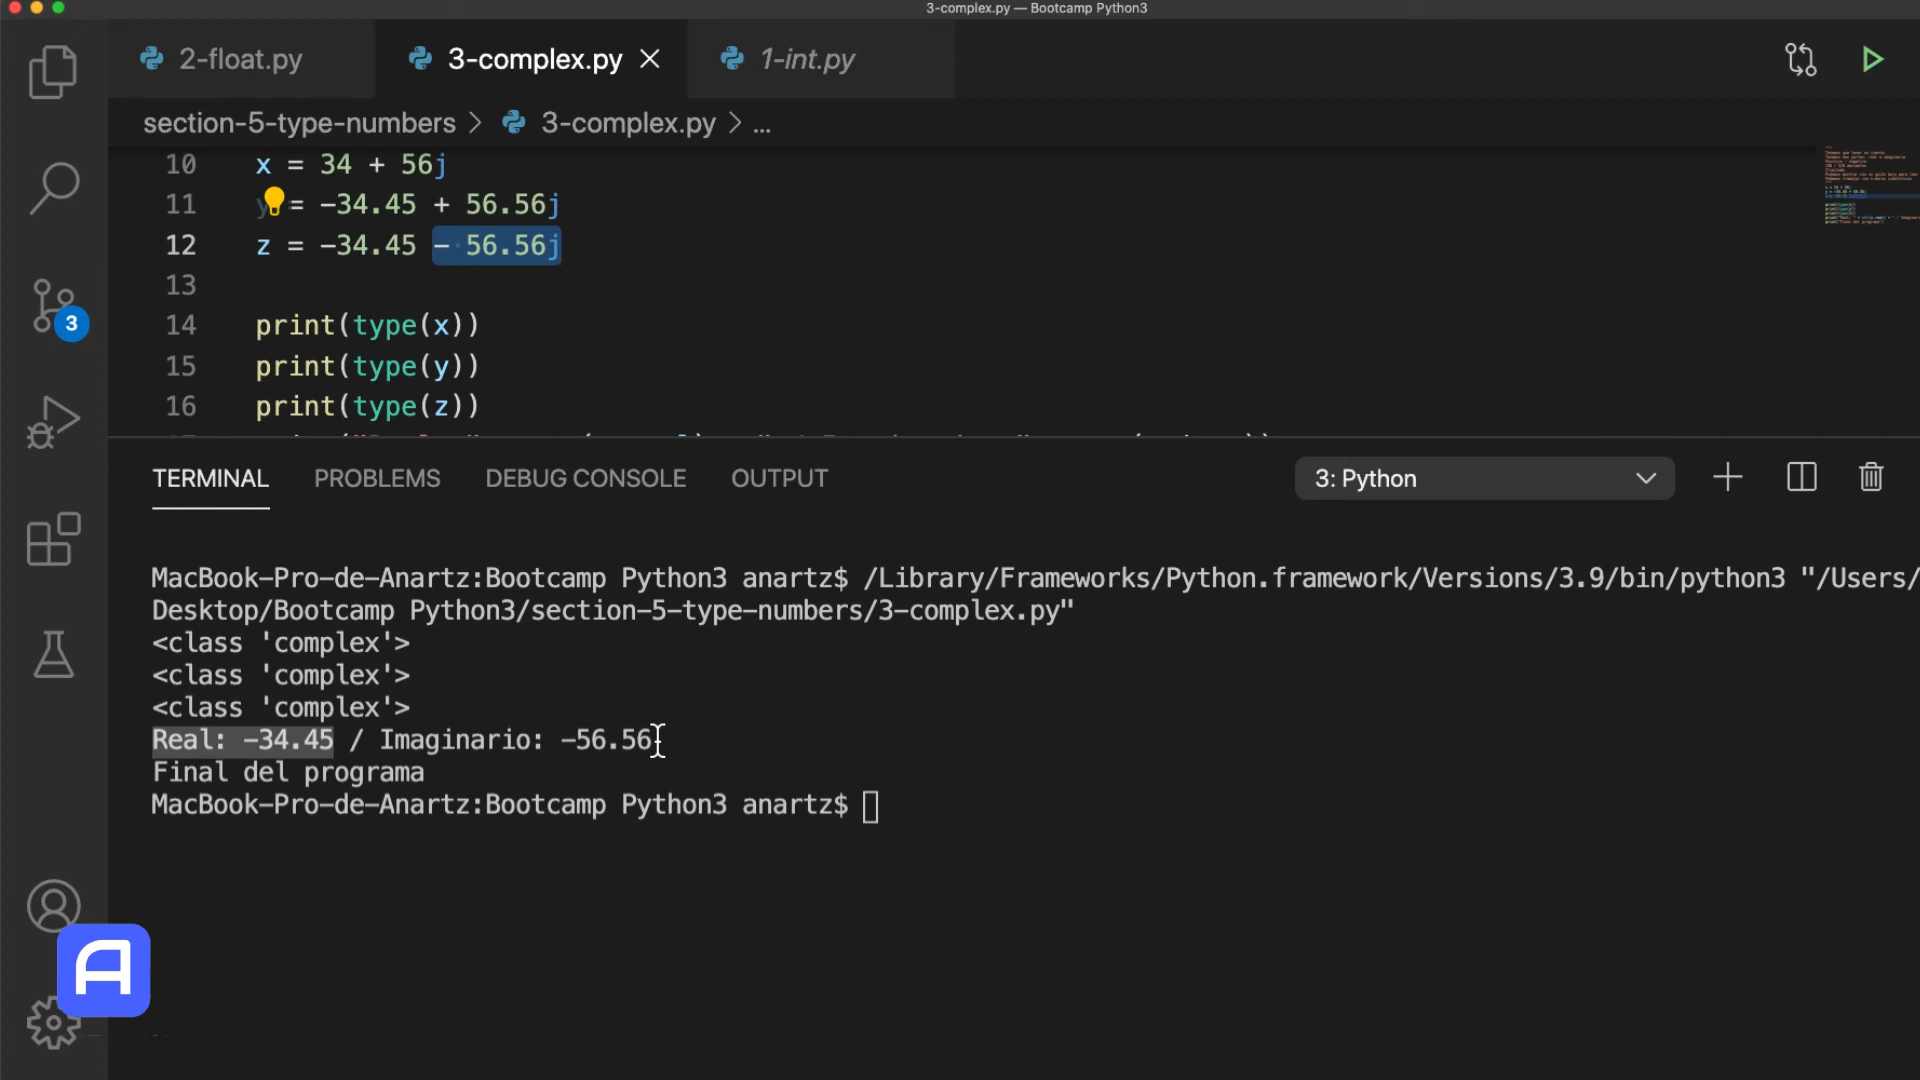 3-complex.py — Bootcamp Python3
2-float.py
3-complex.py
1-int.py
section-5-type-numbers > 3-complex.py > ...
10 x = 34 + 56j
11 y = -34.45 + 56.56j
12 z = -34.45 - 56.56j
13
14 print(type(x))
15 print(type(y))
16 print(type(z))
3
TERMINAL
PROBLEMS
DEBUG CONSOLE
OUTPUT
3: Python
MacBook-Pro-de-Anartz:Bootcamp Python3 anartz$ /Library/Frameworks/Python.framework/Versions/3.9/bin/python3 "/Users/
Desktop/Bootcamp Python3/section-5-type-numbers/3-complex.py"
<class 'complex'>
<class 'complex'>
<class 'complex'>
Real: -34.45 / Imaginario: -56.56
Final del programa
MacBook-Pro-de-Anartz:Bootcamp Python3 anartz$
A